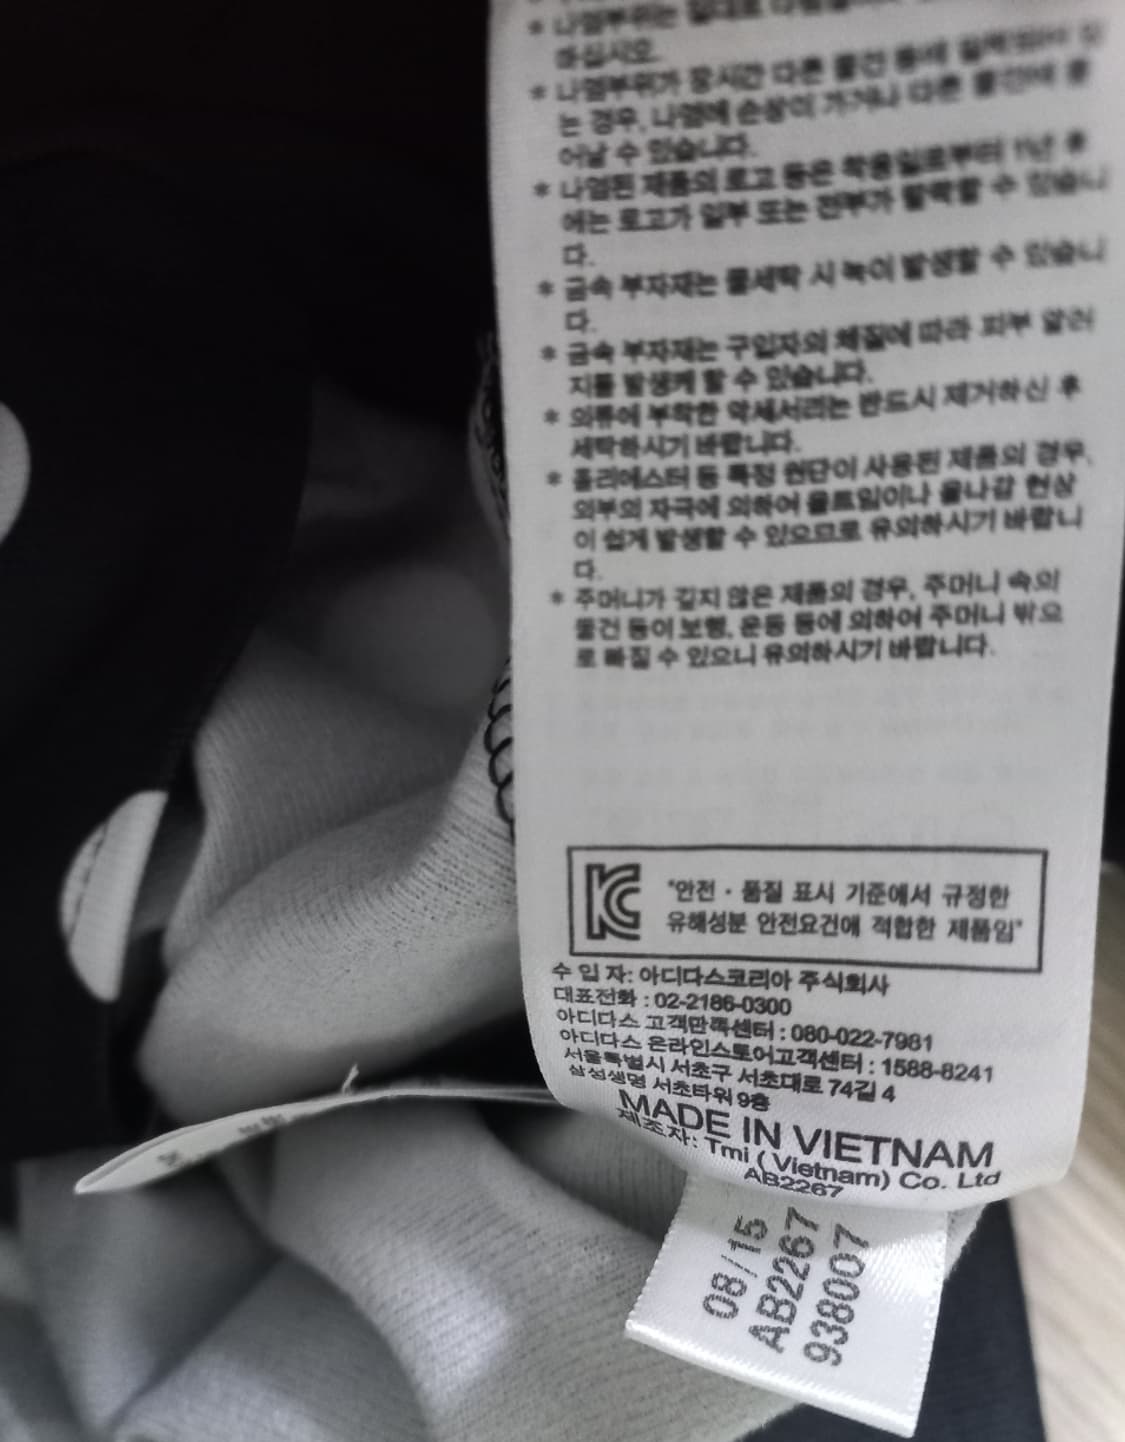 * 나염부위는 절대로 다림질하지
마십시오.
* 나염부위가 장시간 다른 물건 등에 밀착되어 있
는 경우, 나염에 손상이 가거나 다른 물건에 묻
어날 수 있습니다.
* 나염된 제품의 로고 등은 착용일로부터 1년 후
에는 로고가 일부 또는 전부가 탈락할 수 있습니
다.
* 금속 부자재는 물세탁 시 녹이 발생할 수 있습니
다.
* 금속 부자재는 구입자의 체질에 따라 피부 알러
지를 발생케 할 수 있습니다.
* 의류에 부착한 악세서리는 반드시 제거하신 후
세탁하시기 바랍니다.
* 폴리에스터 등 특정 원단이 사용된 제품의 경우,
외부의 자극에 의하여 올트임이나 올나감 현상
이 쉽게 발생할 수 있으므로 유의하시기 바랍니
다.
* 주머니가 깊지 않은 제품의 경우, 주머니 속의
물건 등이 보행, 운동 등에 의하여 주머니 밖으
로 빠질 수 있으니 유의하시기 바랍니다.
KC
"안전・품질 표시 기준에서 규정한
유해성분 안전요건에 적합한 제품임"
수 입 자: 아디다스코리아 주식회사
대표전화 : 02-2186-0300
아디다스 고객만족센터 : 080-022-7981
아디다스 온라인스토어고객센터 : 1588-8241
서울특별시 서초구 서초대로 74길 4
삼성생명 서초타워 9층
MADE IN VIETNAM
제조자: Tmi ( Vietnam) Co. Ltd
AB2267
08/15
AB2267
938007